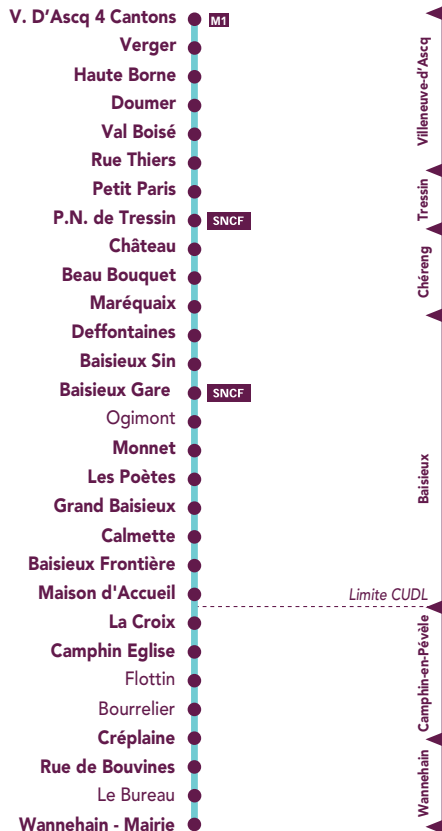 V. D'Ascq 4 Cantons M1
Verger
Haute Borne
Doumer
Val Boisé
Rue Thiers
Petit Paris
P.N. de Tressin SNCF
Château
Beau Bouquet
Maréquaix
Deffontaines
Baisieux Sin
Baisieux Gare SNCF
Ogimont
Monnet
Les Poètes
Grand Baisieux
Calmette
Baisieux Frontière
Maison d'Accueil
Limite CUDL
La Croix
Camphin Eglise
Flottin
Bourrelier
Créplaine
Rue de Bouvines
Le Bureau
Wannehain - Mairie
Villeneuve-d'Ascq
Tressin
Chéreng
Baisieux
Camphin-en-Pévèle
Wannehain